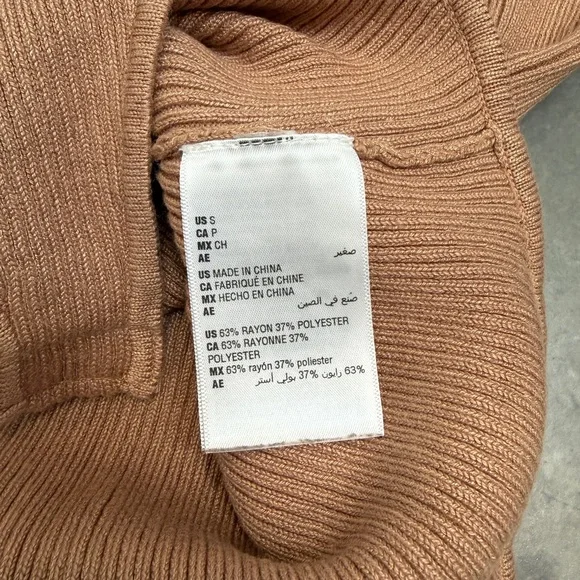 US S
CA P
MX CH
AE صغير
US MADE IN CHINA
CA FABRIQUÉ EN CHINE
MX HECHO EN CHINA
AE صنع في الصين
US 63% RAYON 37% POLYESTER
CA 63% RAYONNE 37%
POLYESTER
MX 63% rayón 37% poliester
AE 63% رايون 37% بولي أستر